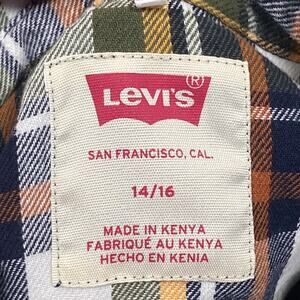 LEVI'S ®
SAN FRANCISCO, CAL.
14/16
MADE IN KENYA
FABRIQUÉ AU KENYA
HECHO EN KENIA